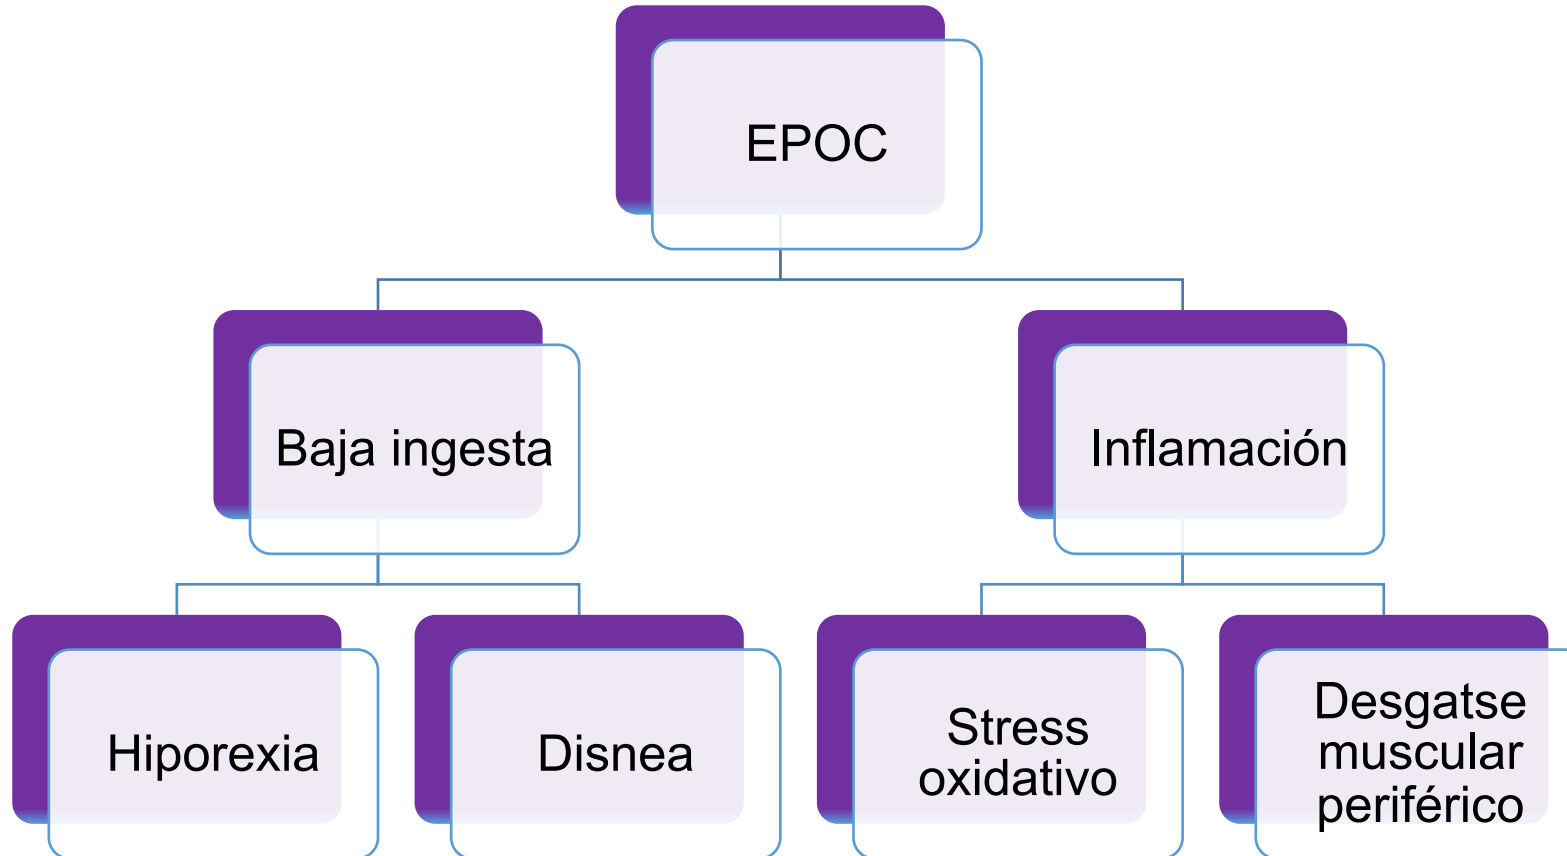 EPOC
Baja ingesta
Inflamación
Hiporexia
Disnea
Stress
oxidativo
Desgatse
muscular
periférico